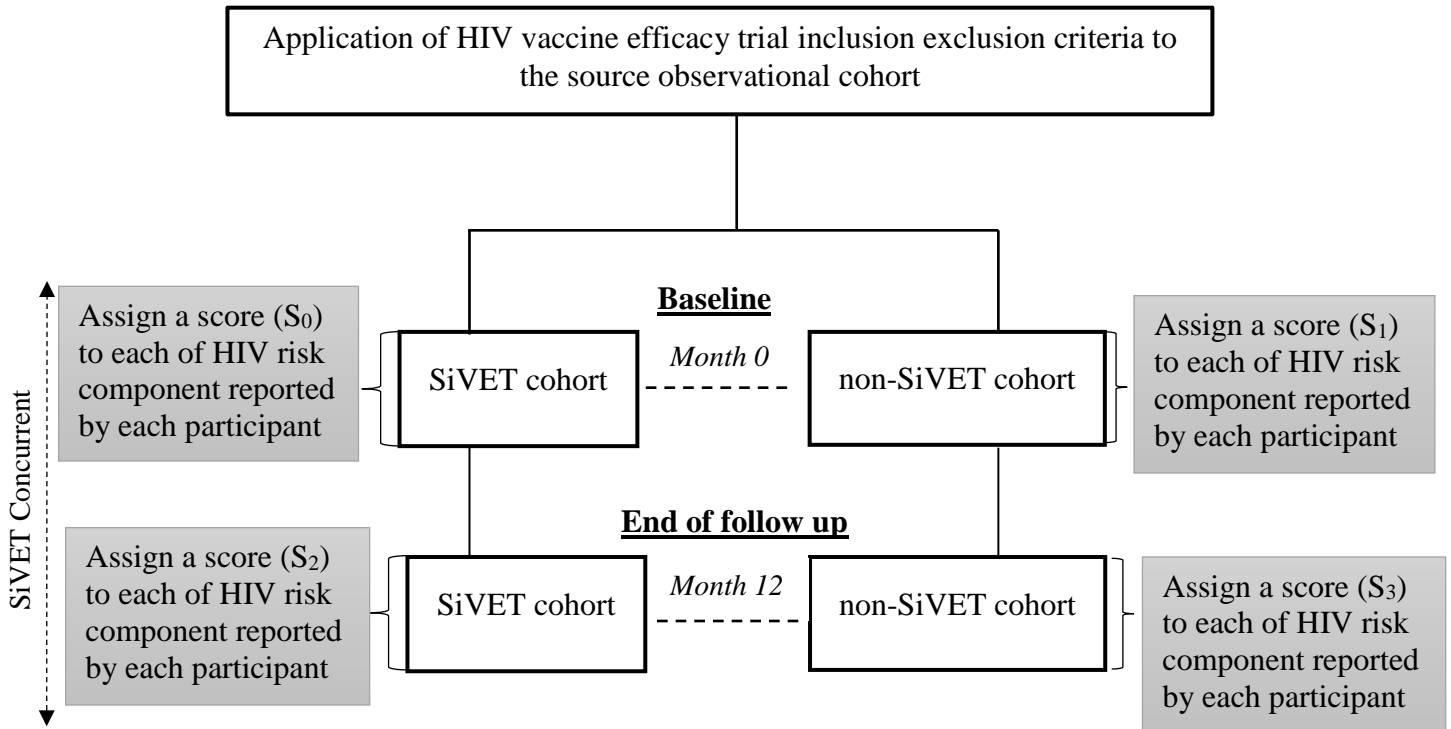 Application of HIV vaccine efficacy trial inclusion exclusion criteria to
the source observational cohort
SiVET Concurrent
Baseline
Assign a score (S₀)
to each of HIV risk
component reported
by each participant
SiVET cohort
Month 0
non-SiVET cohort
Assign a score (S₁)
to each of HIV risk
component reported
by each participant
End of follow up
Assign a score (S₂)
to each of HIV risk
component reported
by each participant
SiVET cohort
Month 12
non-SiVET cohort
Assign a score (S₃)
to each of HIV risk
component reported
by each participant